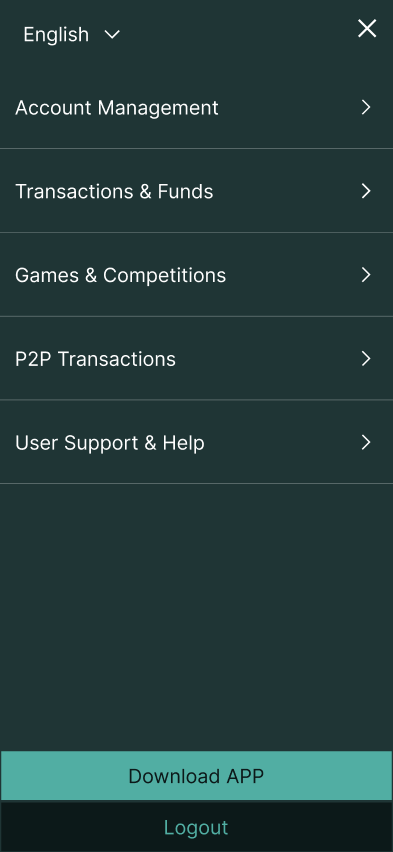 English
Account Management
Transactions & Funds
Games & Competitions
P2P Transactions
User Support & Help
Download APP
Logout